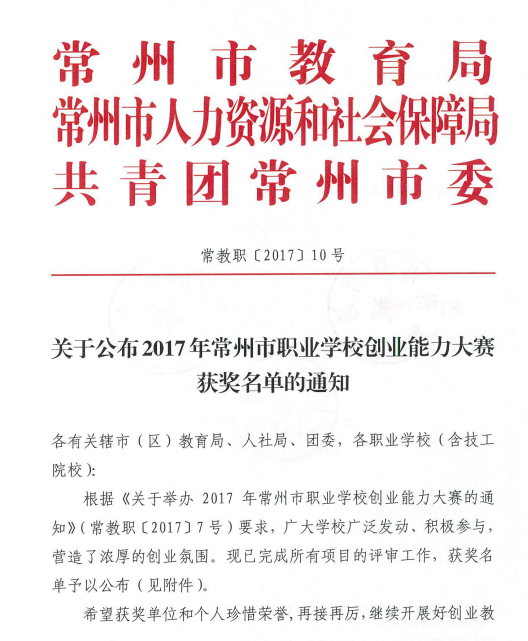 常州市教育局
常州市人力资源和社会保障局
共青团常州市委
常教职〔2017〕10号
关于公布2017年常州市职业学校创业能力大赛
获奖名单的通知
各有关辖市（区）教育局、人社局、团委，各职业学校（含技工
院校）：
根据《关于举办 2017 年常州市职业学校创业能力大赛的通
知》（常教职〔2017〕7号）要求，广大学校广泛发动、积极参与，
营造了浓厚的创业氛围。现已完成所有项目的评审工作，获奖名
单予以公布（见附件）。
希望获奖单位和个人珍惜荣誉，再接再厉，继续开展好创业教